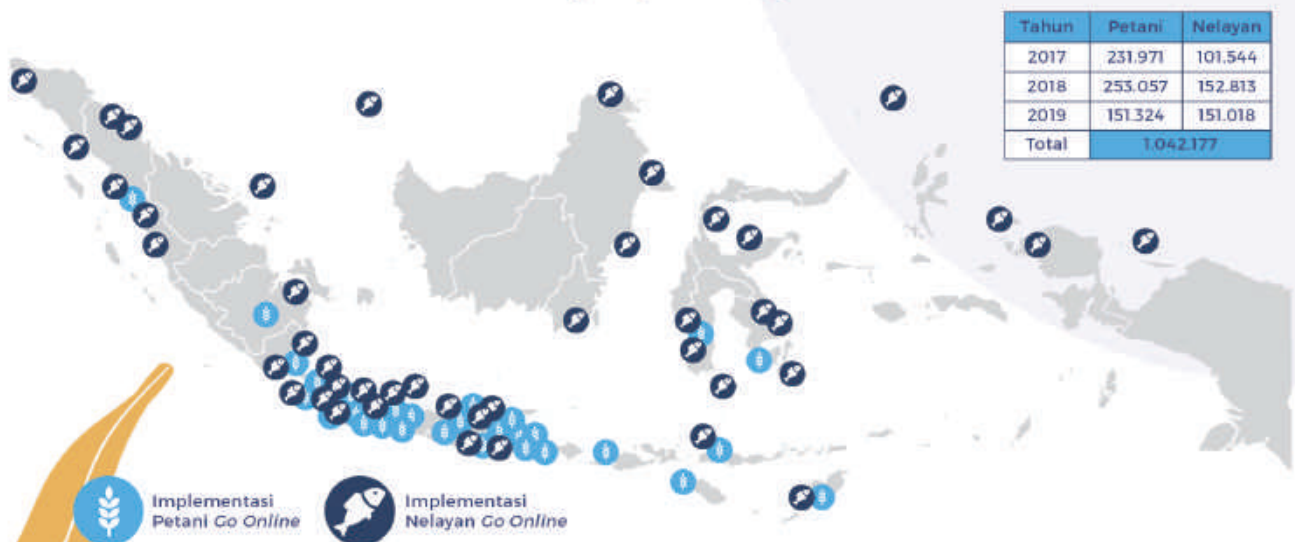 Tahun Petani Nelayan
2017 231.971 101.544
2018 253.057 152.813
2019 151.324 151.018
Total 1.042.177
Implementasi
Petani Go Online
Implementasi
Nelayan Go Online